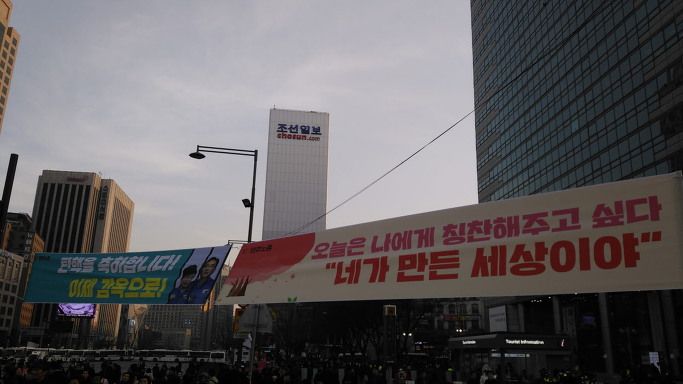 조선일보
chosun.com
탄핵을 축하합니다!
이제 감옥으로!
오늘은 나에게 칭찬해주고 싶다
"네가 만든 세상이야"
Tourist Information